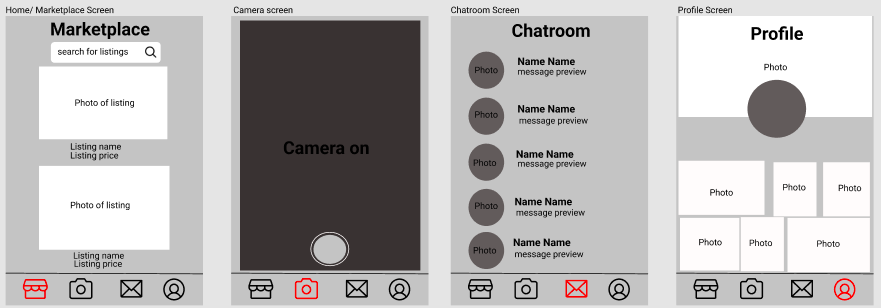 Home/ Marketplace Screen
Marketplace
search for listings
Photo of listing
Listing name
Listing price
Photo of listing
Listing name
Listing price
Camera screen
Camera on
Chatroom Screen
Chatroom
Photo
Name Name
message preview
Photo
Name Name
message preview
Photo
Name Name
message preview
Photo
Name Name
message preview
Photo
Name Name
message preview
Profile Screen
Profile
Photo
Photo
Photo
Photo
Photo
Photo
Photo